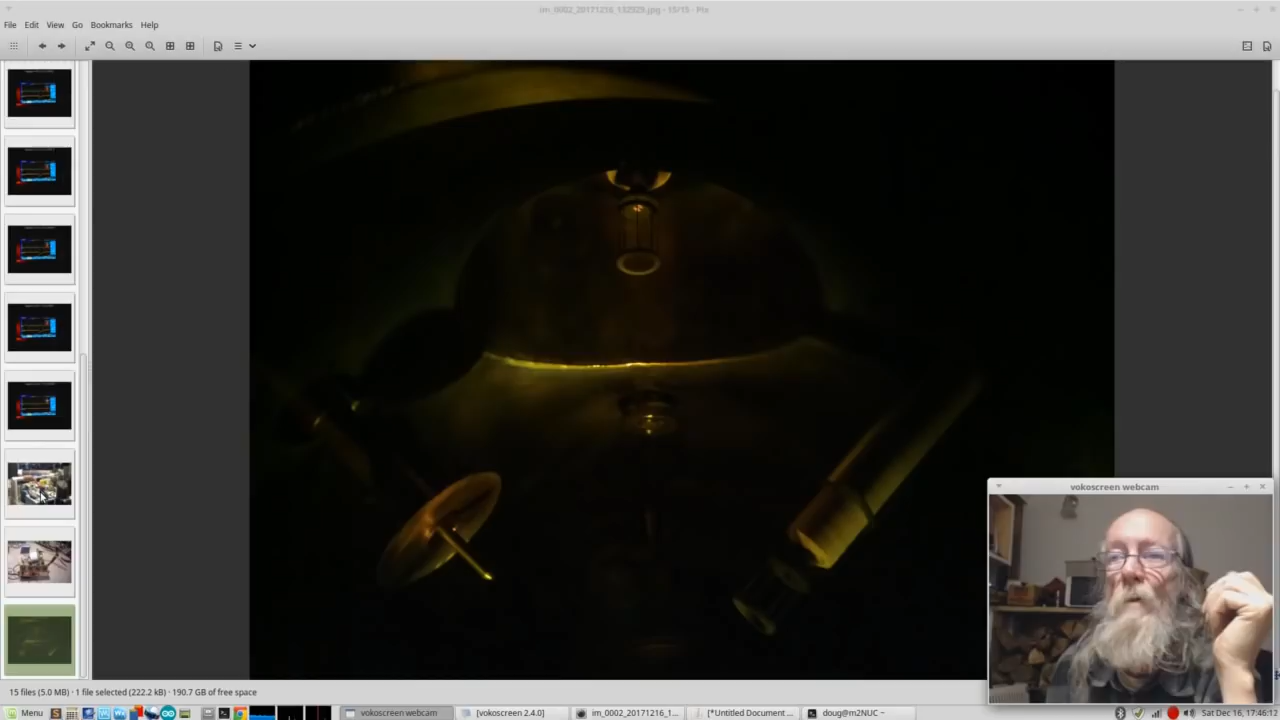 im_0002_20171216_132929.jpg - 15/15 - Pix
File Edit View Go Bookmarks Help
vokoscreen webcam
15 files (5.0 MB) · 1 file selected (222.2 kB) · 190.7 GB of free space
Menu
vokoscreen webcam
[vokoscreen 2.4.0]
im_0002_20171216_1...
[*Untitled Document ...
doug@m2NUC ~
Sat Dec 16, 17:46:12